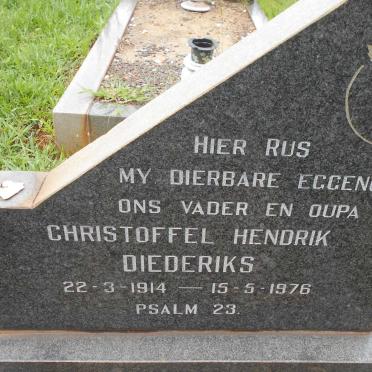 HIER RUS
MY DIERBARE EGGENO
ONS VADER EN OUPA
CHRISTOFFEL HENDRIK
DIEDERIKS
22-3-1914 — 15-5-1976
PSALM 23.